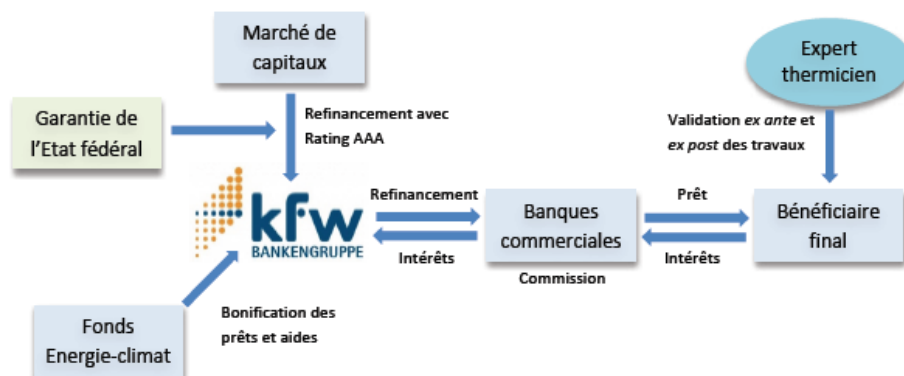 Marché de
capitaux
Expert
thermicien
Garantie de
l'Etat fédéral
Refinancement avec
Rating AAA
Validation ex ante et
ex post des travaux
kfw
BANKENGRUPPE
Refinancement
Intérêts
Banques
commerciales
Commission
Prêt
Intérêts
Bénéficiaire
final
Fonds
Energie-climat
Bonification des
prêts et aides